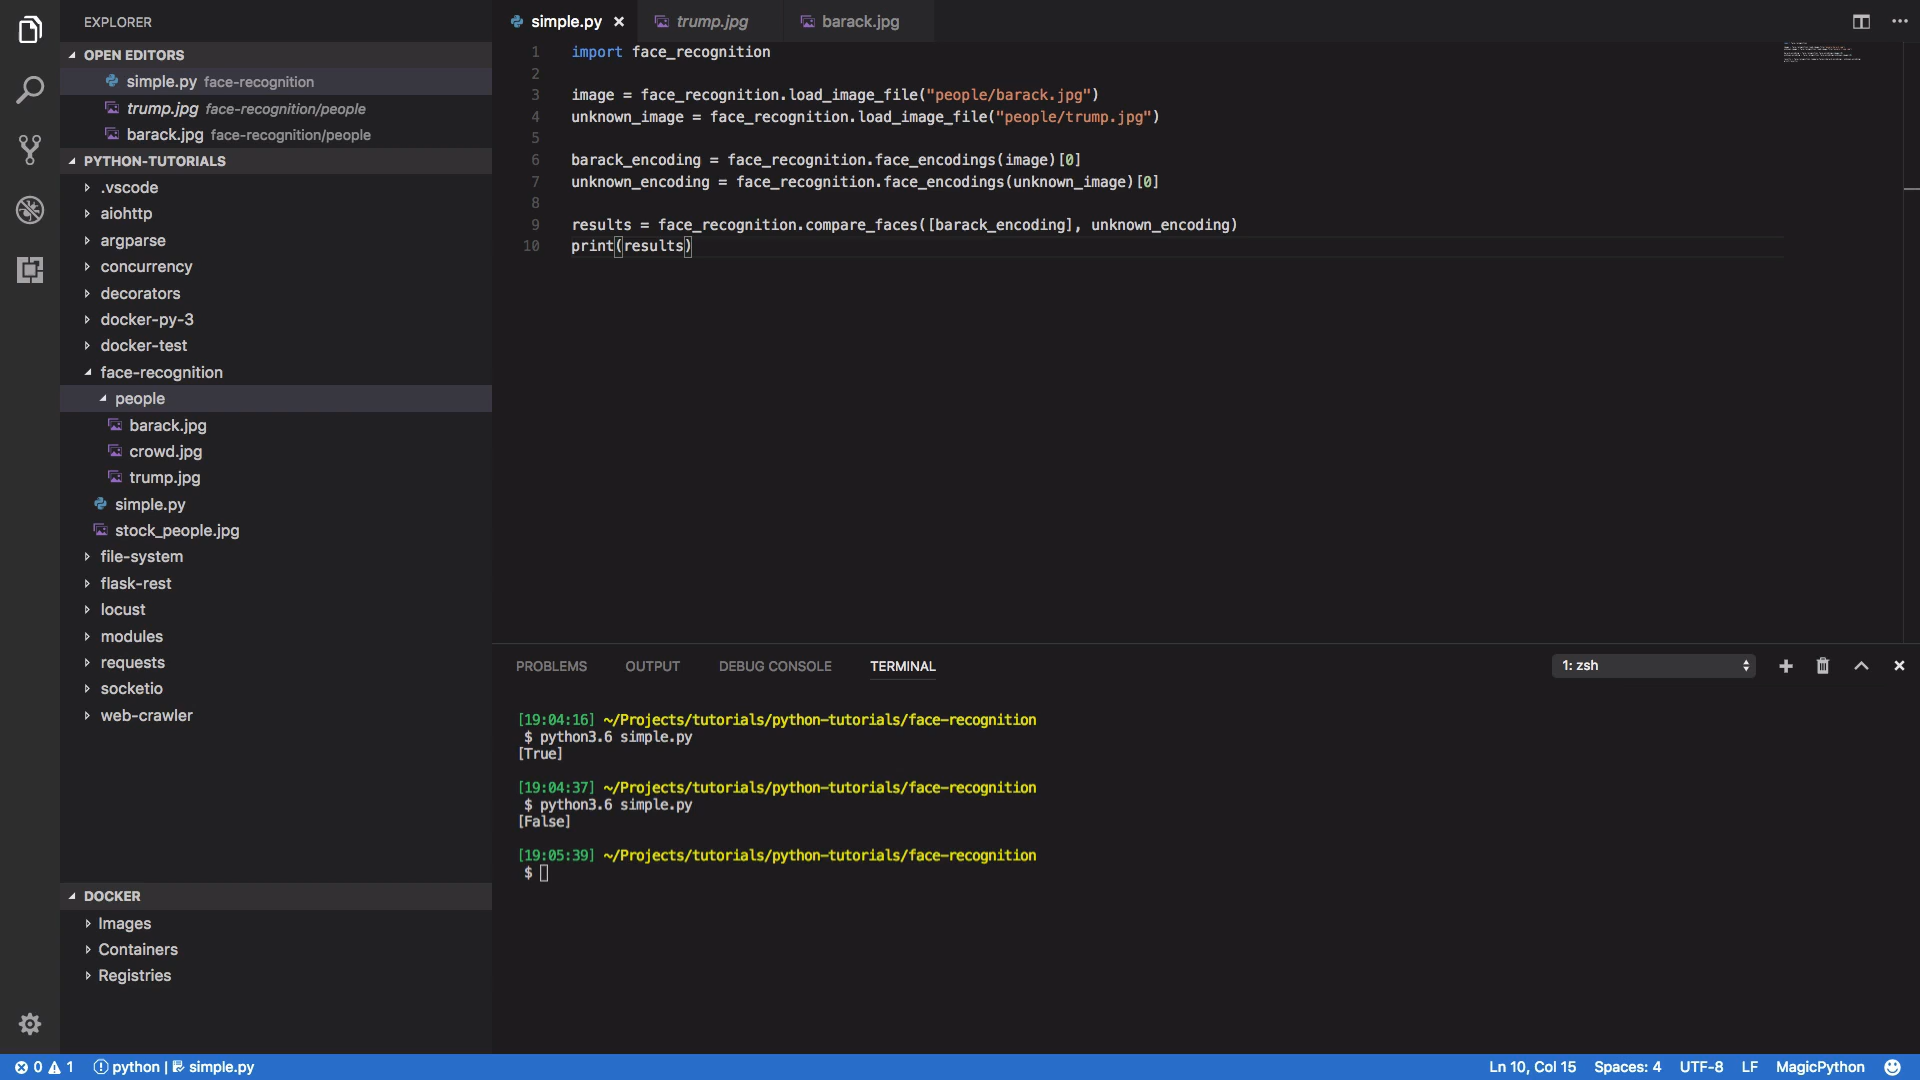 EXPLORER
OPEN EDITORS
simple.py face-recognition
trump.jpg face-recognition/people
barack.jpg face-recognition/people
PYTHON-TUTORIALS
.vscode
aiohttp
argparse
concurrency
decorators
docker-py-3
docker-test
face-recognition
people
barack.jpg
crowd.jpg
trump.jpg
simple.py
stock_people.jpg
file-system
flask-rest
locust
modules
requests
socketio
web-crawler
DOCKER
Images
Containers
Registries
simple.py trump.jpg barack.jpg
1 import face_recognition
2
3 image = face_recognition.load_image_file("people/barack.jpg")
4 unknown_image = face_recognition.load_image_file("people/trump.jpg")
5
6 barack_encoding = face_recognition.face_encodings(image)[0]
7 unknown_encoding = face_recognition.face_encodings(unknown_image)[0]
8
9 results = face_recognition.compare_faces([barack_encoding], unknown_encoding)
10 print(results)
PROBLEMS OUTPUT DEBUG CONSOLE TERMINAL 1: zsh
[19:04:16] ~/Projects/tutorials/python-tutorials/face-recognition
$ python3.6 simple.py
[True]
[19:04:37] ~/Projects/tutorials/python-tutorials/face-recognition
$ python3.6 simple.py
[False]
[19:05:39] ~/Projects/tutorials/python-tutorials/face-recognition
$
0 1 python | simple.py Ln 10, Col 15 Spaces: 4 UTF-8 LF MagicPython